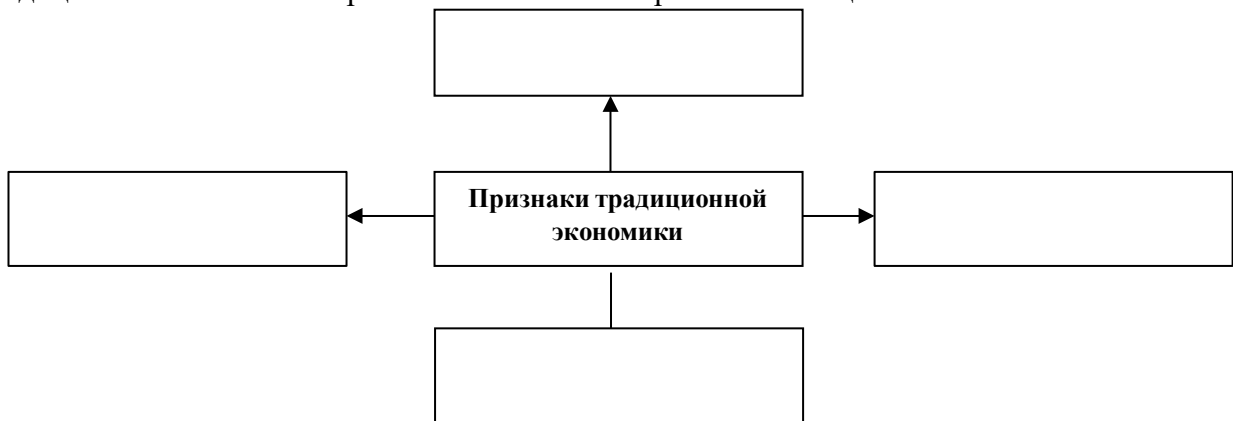 Признаки традиционной
экономики